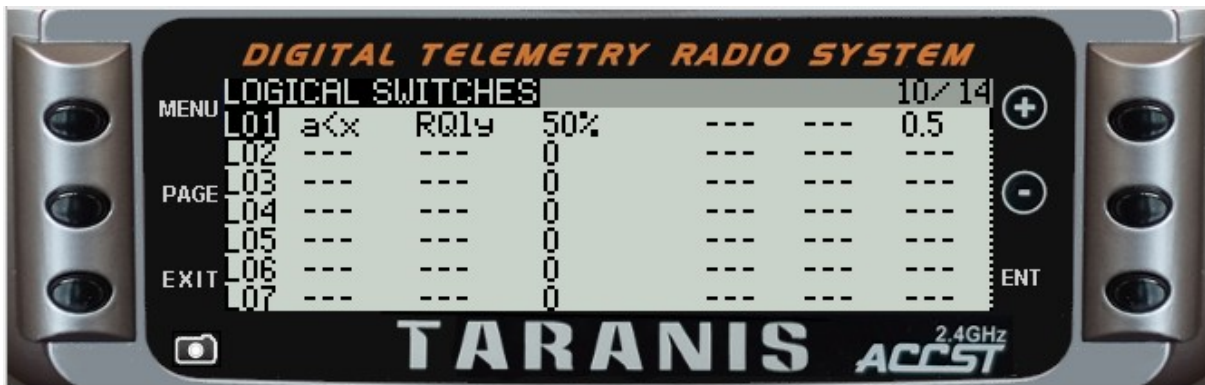 DIGITAL TELEMETRY RADIO SYSTEM
MENU
PAGE
EXIT
LOGICAL SWITCHES 10/14
L01 a<x RQly 50% --- --- 0.5
L02 --- --- 0 --- --- ---
L03 --- --- 0 --- --- ---
L04 --- --- 0 --- --- ---
L05 --- --- 0 --- --- ---
L06 --- --- 0 --- --- ---
L07 --- --- 0 --- --- ---
+
-
ENT
TARANIS
2.4GHz
ACCST